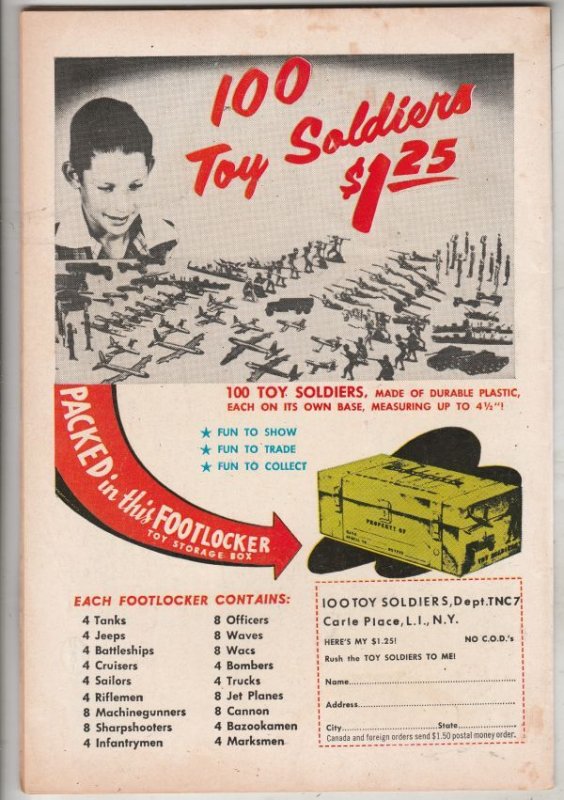 100
Toy Soldiers
$1.25
100 TOY SOLDIERS, MADE OF DURABLE PLASTIC,
EACH ON ITS OWN BASE, MEASURING UP TO 4½"!
★ FUN TO SHOW
★ FUN TO TRADE
★ FUN TO COLLECT
PACKED in this FOOTLOCKER
TOY STORAGE BOX
PROPERTY OF
TOY SOLDIERS
EACH FOOTLOCKER CONTAINS:
4 Tanks
4 Jeeps
4 Battleships
4 Cruisers
4 Sailors
4 Riflemen
8 Machinegunners
8 Sharpshooters
4 Infantrymen
8 Officers
8 Waves
8 Wacs
4 Bombers
4 Trucks
8 Jet Planes
8 Cannon
4 Bazookamen
4 Marksmen
100 TOY SOLDIERS, Dept. TNC7
Carle Place, L.I., N.Y.
HERE'S MY $1.25! NO C.O.D.'s
Rush the TOY SOLDIERS TO ME!
Name
Address
City State
Canada and foreign orders send $1.50 postal money order.